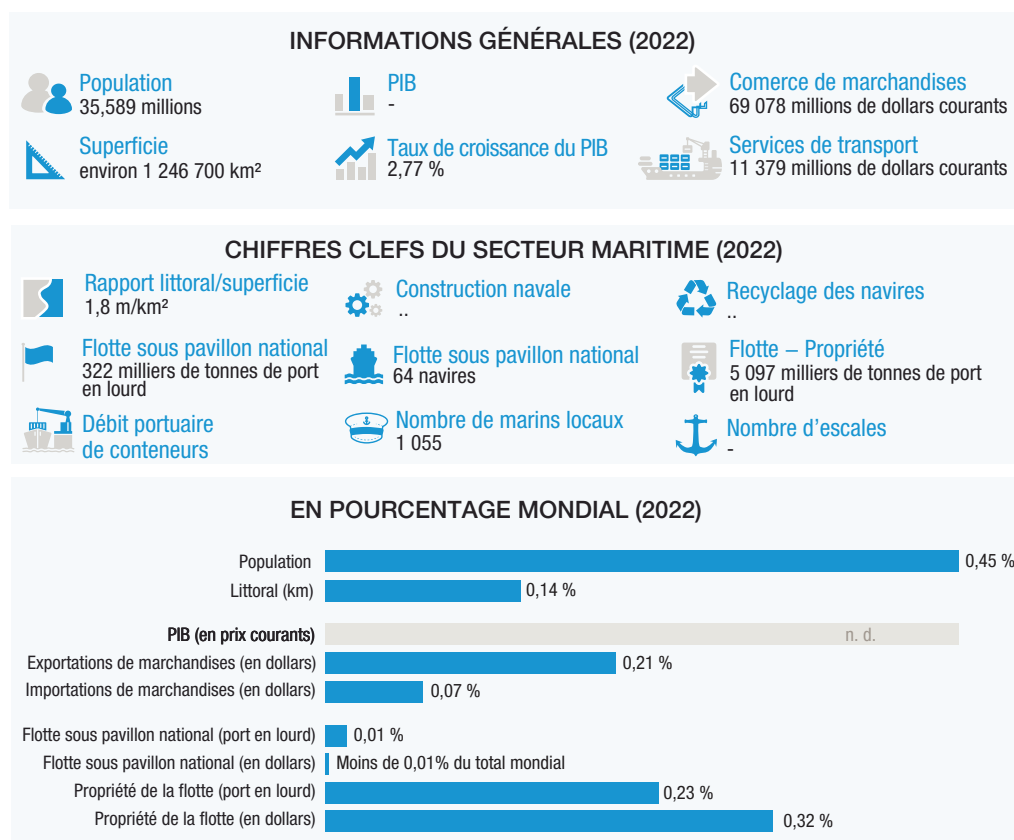 INFORMATIONS GÉNÉRALES (2022)
Population
35,589 millions
PIB
-
Comerce de marchandises
69 078 millions de dollars courants
Superficie
environ 1 246 700 km²
Taux de croissance du PIB
2,77 %
Services de transport
11 379 millions de dollars courants
CHIFFRES CLEFS DU SECTEUR MARITIME (2022)
Rapport littoral/superficie
1,8 m/km²
Construction navale
..
Recyclage des navires
..
Flotte sous pavillon national
322 milliers de tonnes de port
en lourd
Flotte sous pavillon national
64 navires
Flotte – Propriété
5 097 milliers de tonnes de port
en lourd
Débit portuaire
de conteneurs
Nombre de marins locaux
1 055
Nombre d'escales
-
EN POURCENTAGE MONDIAL (2022)
Population 0,45 %
Littoral (km) 0,14 %
PIB (en prix courants) n. d.
Exportations de marchandises (en dollars) 0,21 %
Importations de marchandises (en dollars) 0,07 %
Flotte sous pavillon national (port en lourd) 0,01 %
Flotte sous pavillon national (en dollars) Moins de 0,01% du total mondial
Propriété de la flotte (port en lourd) 0,23 %
Propriété de la flotte (en dollars) 0,32 %